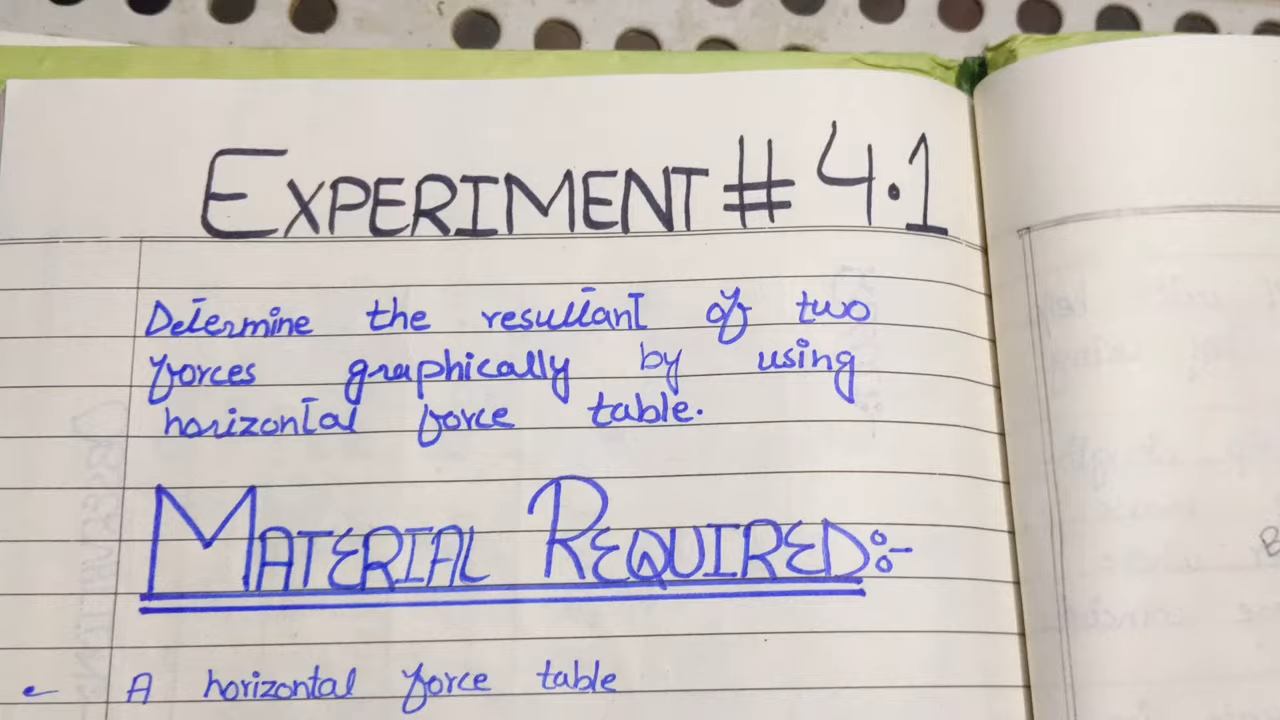 EXPERIMENT # 4.1
Determine the resultant of two
forces graphically by using
horizontal force table.
MATERIAL REQUIRED:-
A horizontal force table